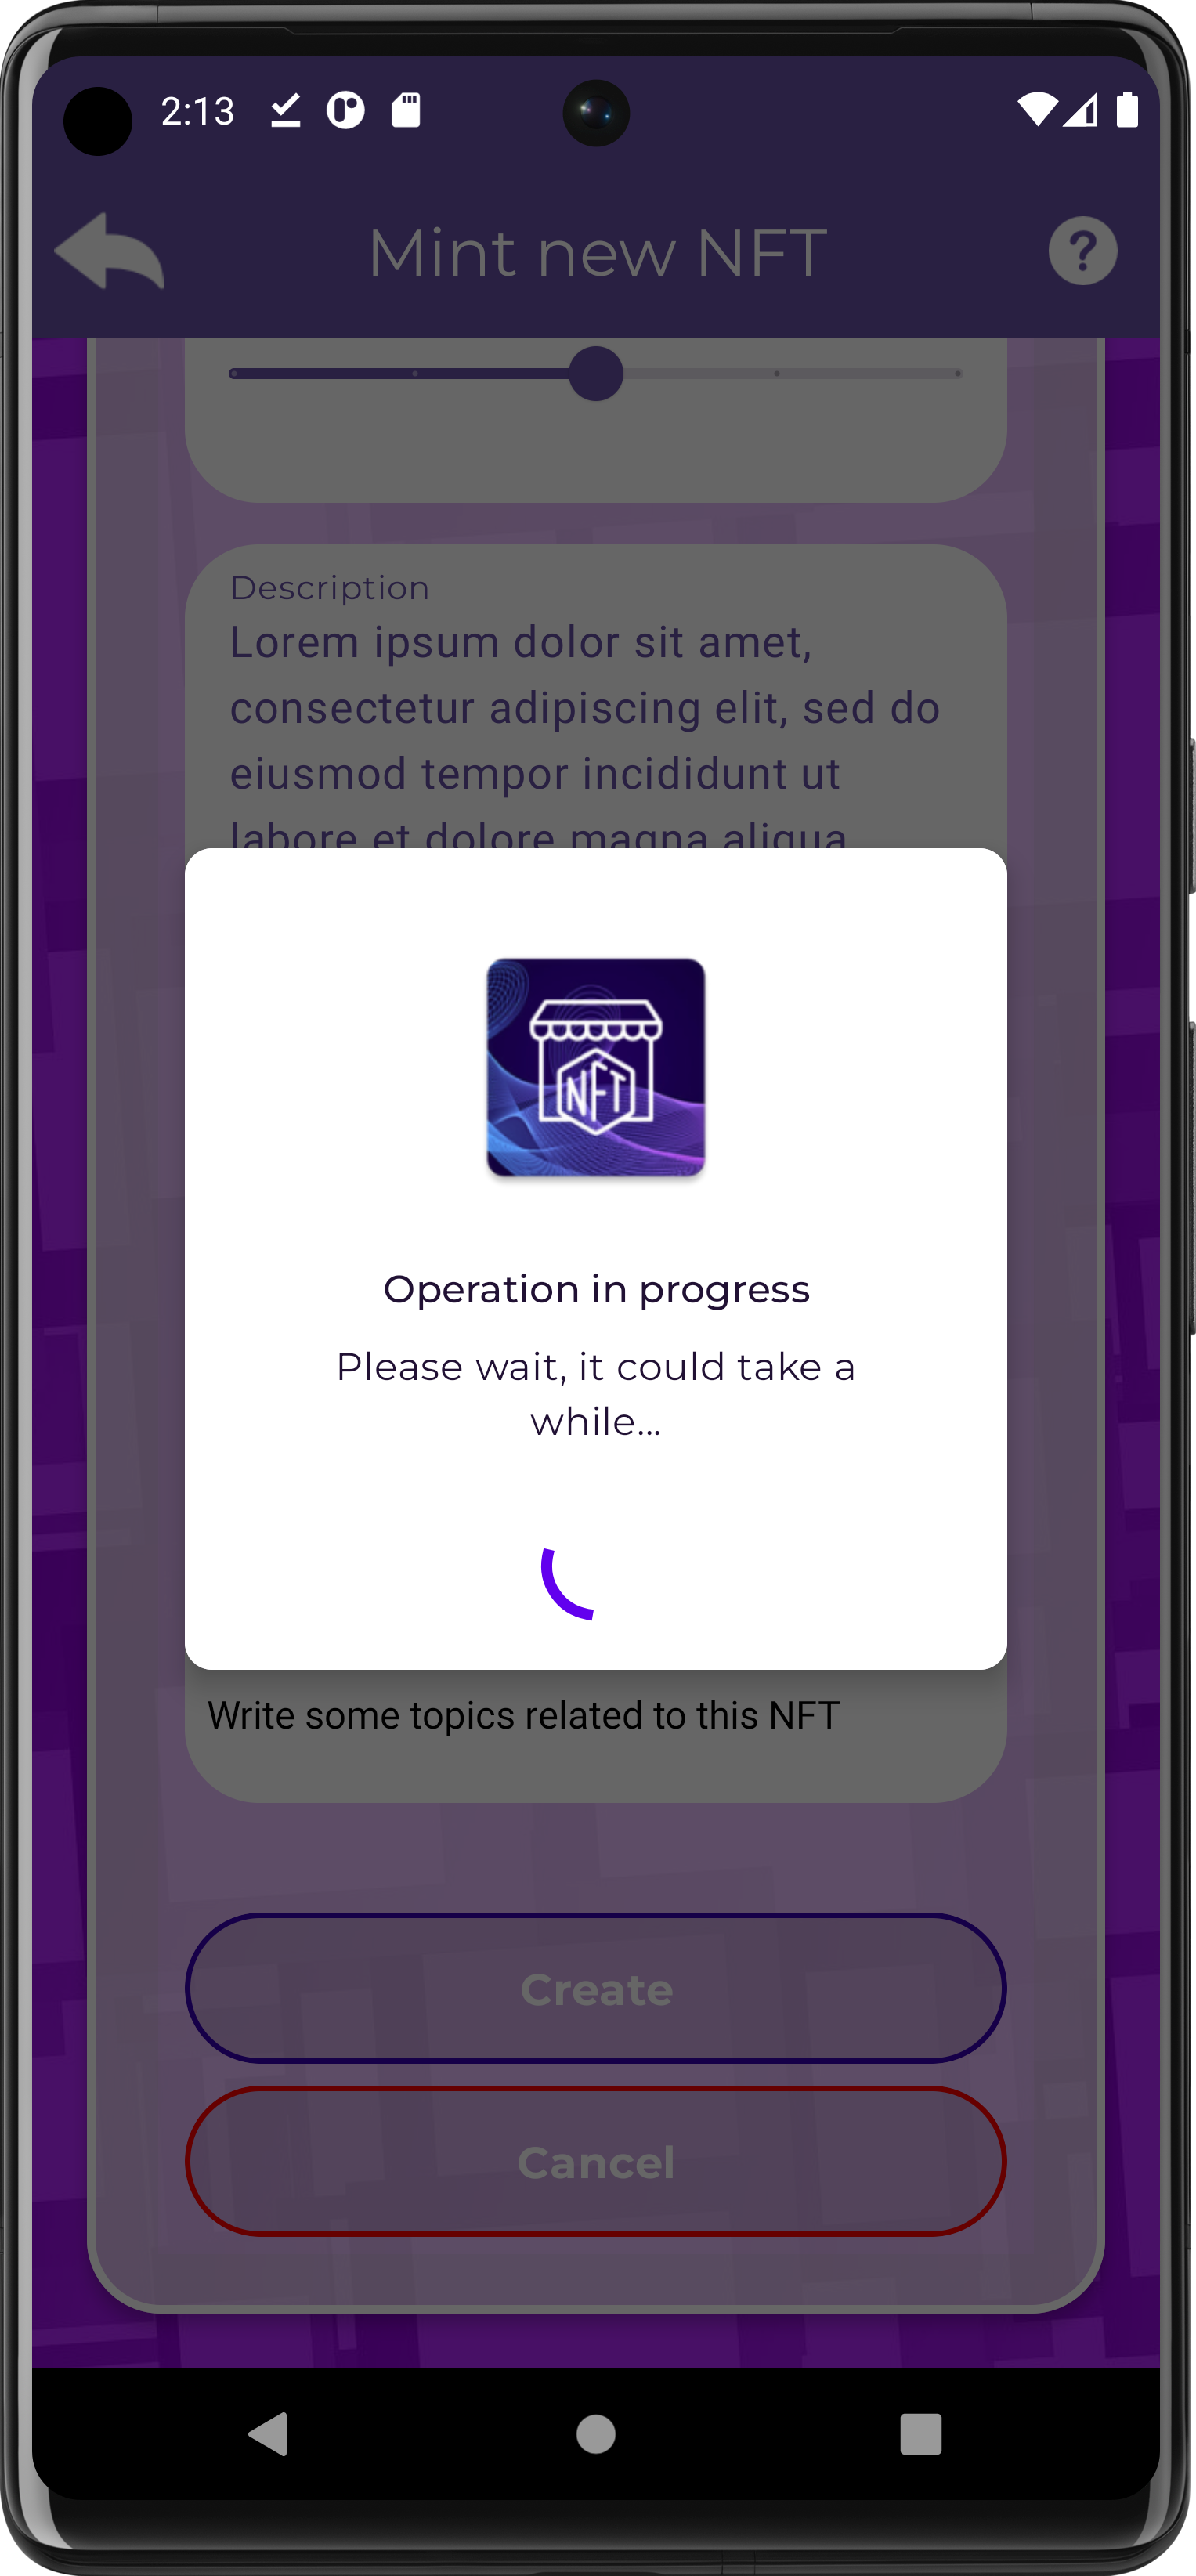 2:13
Mint new NFT
Description
Lorem ipsum dolor sit amet,
consectetur adipiscing elit, sed do
eiusmod tempor incididunt ut
labore et dolore magna aliqua
NFT
Operation in progress
Please wait, it could take a
while...
Write some topics related to this NFT
Create
Cancel